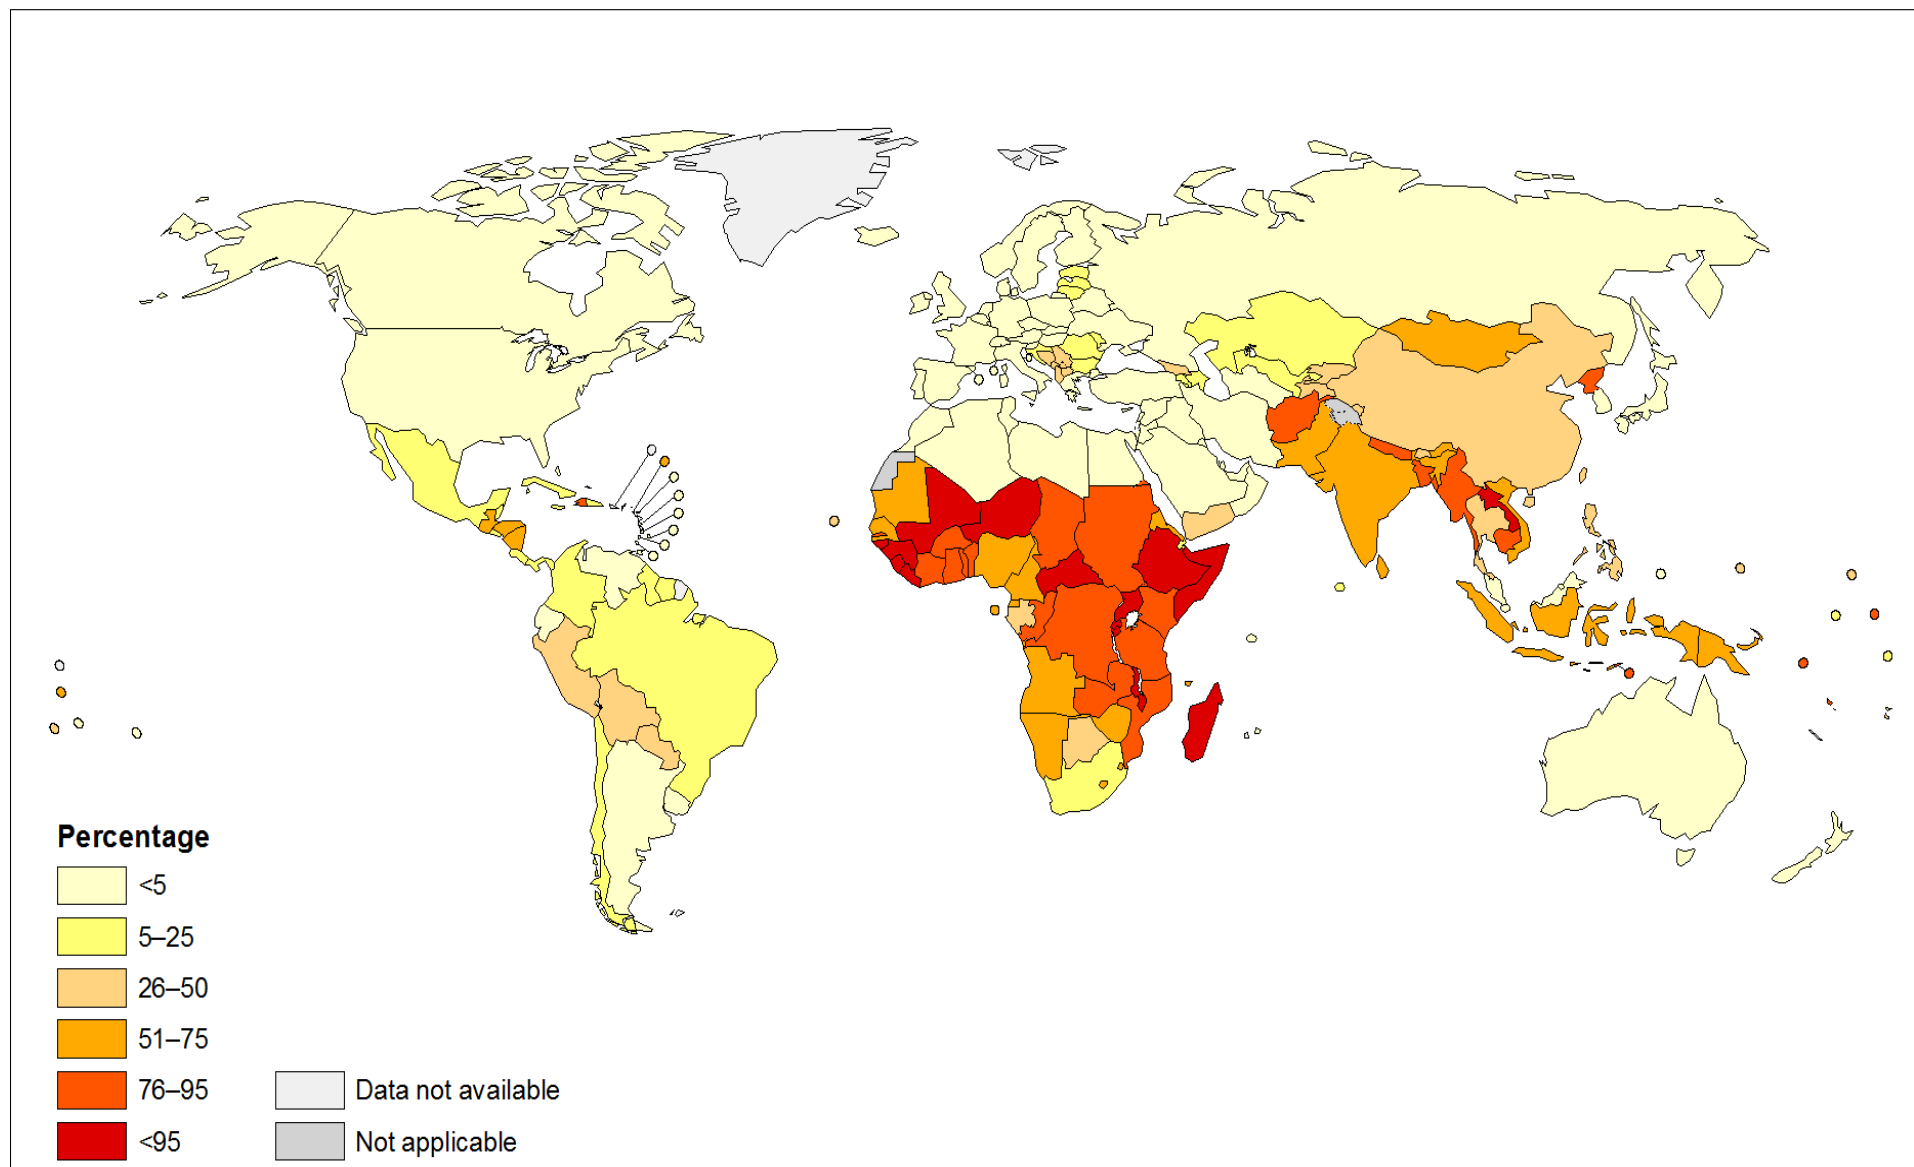 Percentage
<5
5–25
26–50
51–75
76–95
<95
Data not available
Not applicable